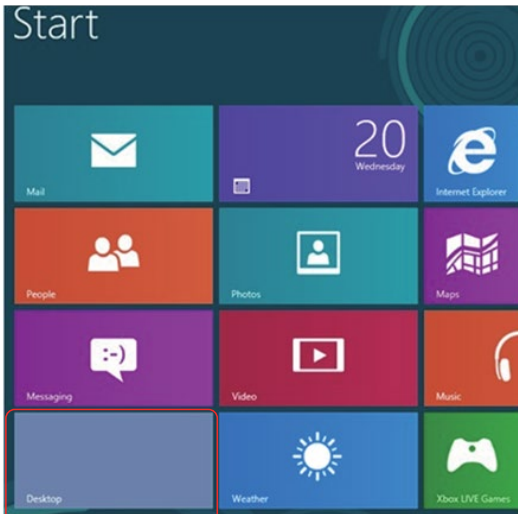 Start
Mail
20
Wednesday
Internet Explorer
People
Photos
Maps
Messaging
:-)
Video
Music
Desktop
Weather
Xbox LIVE Games